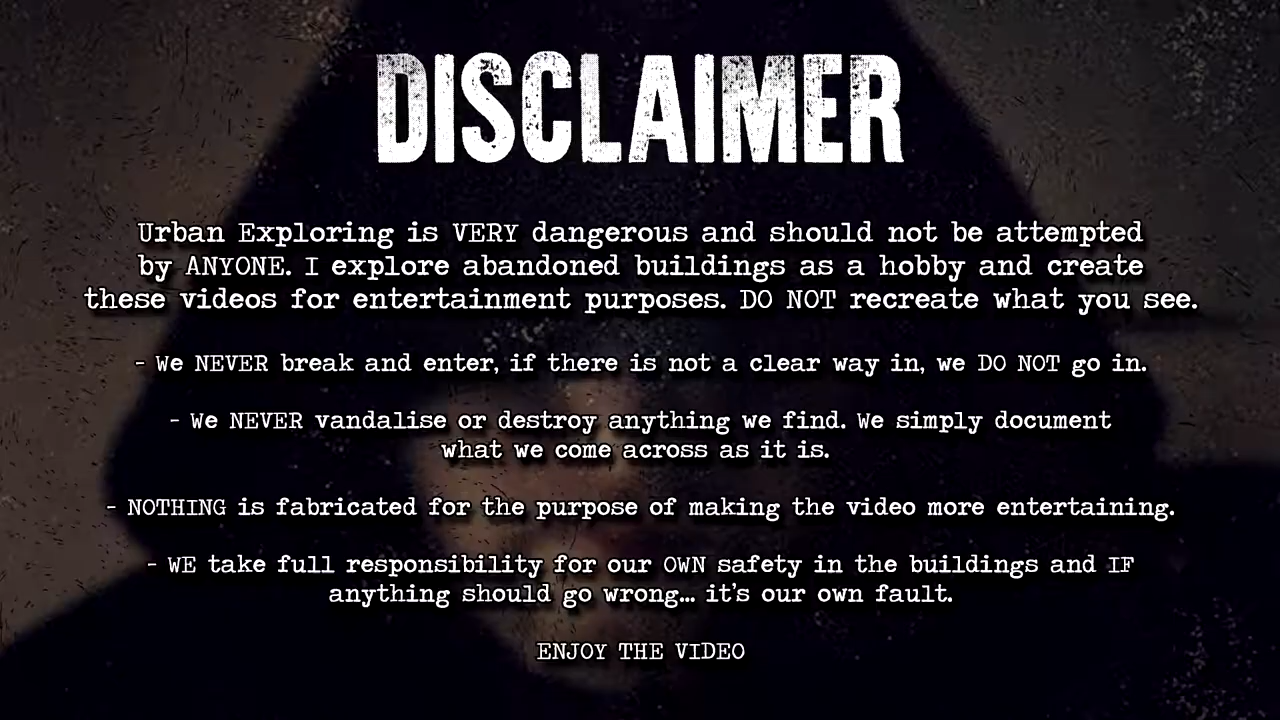 DISCLAIMER
Urban Exploring is VERY dangerous and should not be attempted
by ANYONE. I explore abandoned buildings as a hobby and create
these videos for entertainment purposes. DO NOT recreate what you see.
- We NEVER break and enter, if there is not a clear way in, we DO NOT go in.
- We NEVER vandalise or destroy anything we find. We simply document
what we come across as it is.
- NOTHING is fabricated for the purpose of making the video more entertaining.
- WE take full responsibility for our OWN safety in the buildings and IF
anything should go wrong... it's our own fault.
ENJOY THE VIDEO